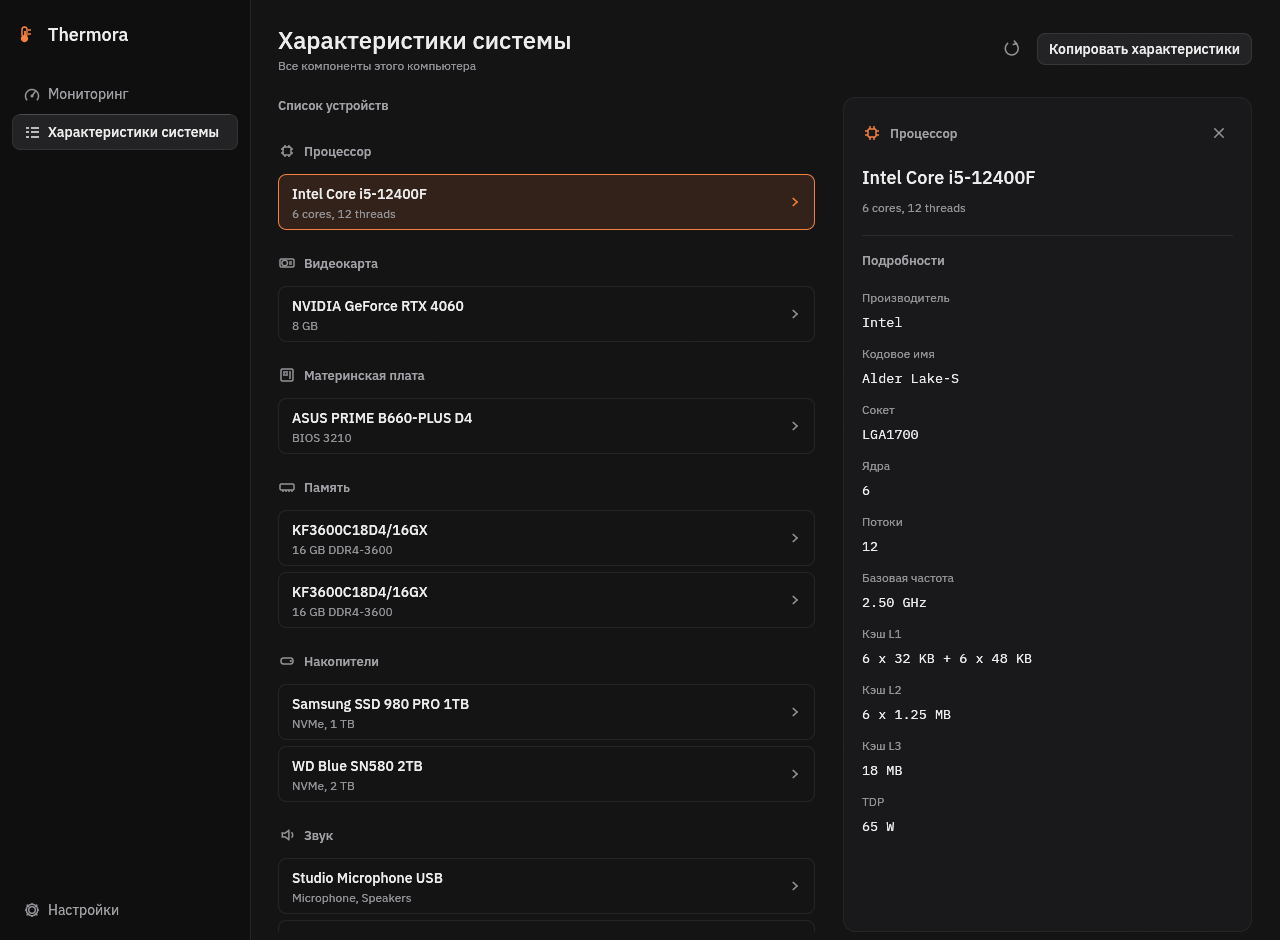 Thermora
Мониторинг
Характеристики системы
Настройки
Характеристики системы
Все компоненты этого компьютера
Копировать характеристики
Список устройств
Процессор
Intel Core i5-12400F
6 cores, 12 threads
Видеокарта
NVIDIA GeForce RTX 4060
8 GB
Материнская плата
ASUS PRIME B660-PLUS D4
BIOS 3210
Память
KF3600C18D4/16GX
16 GB DDR4-3600
KF3600C18D4/16GX
16 GB DDR4-3600
Накопители
Samsung SSD 980 PRO 1TB
NVMe, 1 TB
WD Blue SN580 2TB
NVMe, 2 TB
Звук
Studio Microphone USB
Microphone, Speakers
Процессор
Intel Core i5-12400F
6 cores, 12 threads
Подробности
Производитель
Intel
Кодовое имя
Alder Lake-S
Сокет
LGA1700
Ядра
6
Потоки
12
Базовая частота
2.50 GHz
Кэш L1
6 x 32 KB + 6 x 48 KB
Кэш L2
6 x 1.25 MB
Кэш L3
18 MB
TDP
65 W